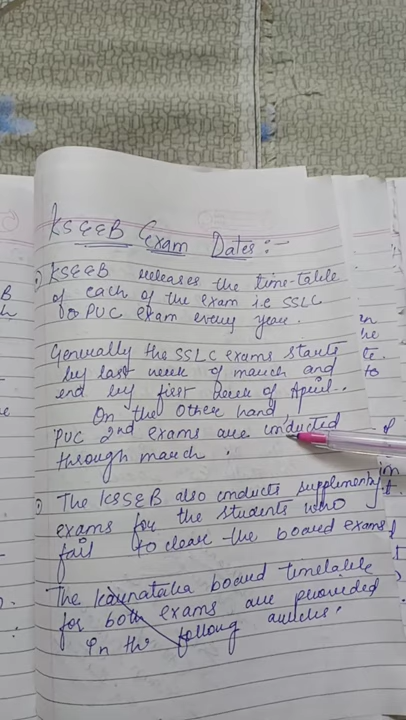 KSEEB Exam Dates :-
KSEEB releases the time-table
of each of the exam i.e SSLC
& PUC exam every year.
Generally the SSLC exams starts
by last week of march and
end by first week of April.
On the other hand
PUC 2nd exams are conducted
through march.
The KSSEB also conducts supplementary
exams for the students who
fail to clear the board exams
The Karnataka board timetable
for both exams are provided
in the following articles.